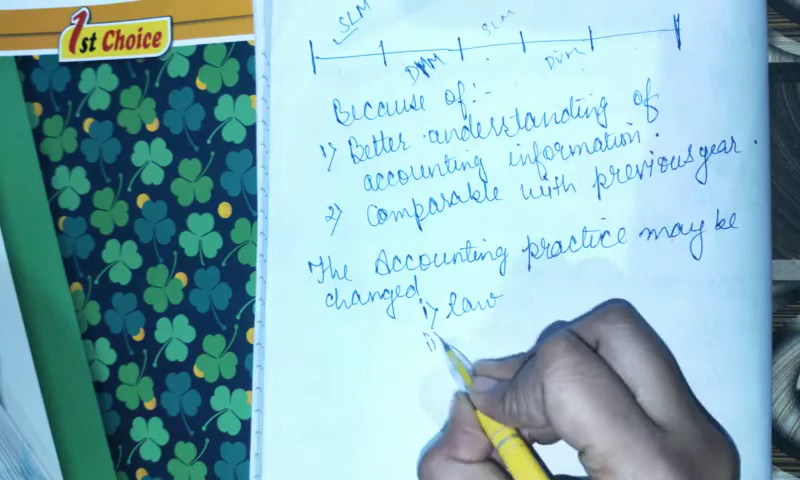 1st Choice
SLM
SLM
DVM
Because of :-
1) Better understanding of
accounting information.
2) Comparable with previous year.
The Accounting practice may be
changed
i) law
ii)